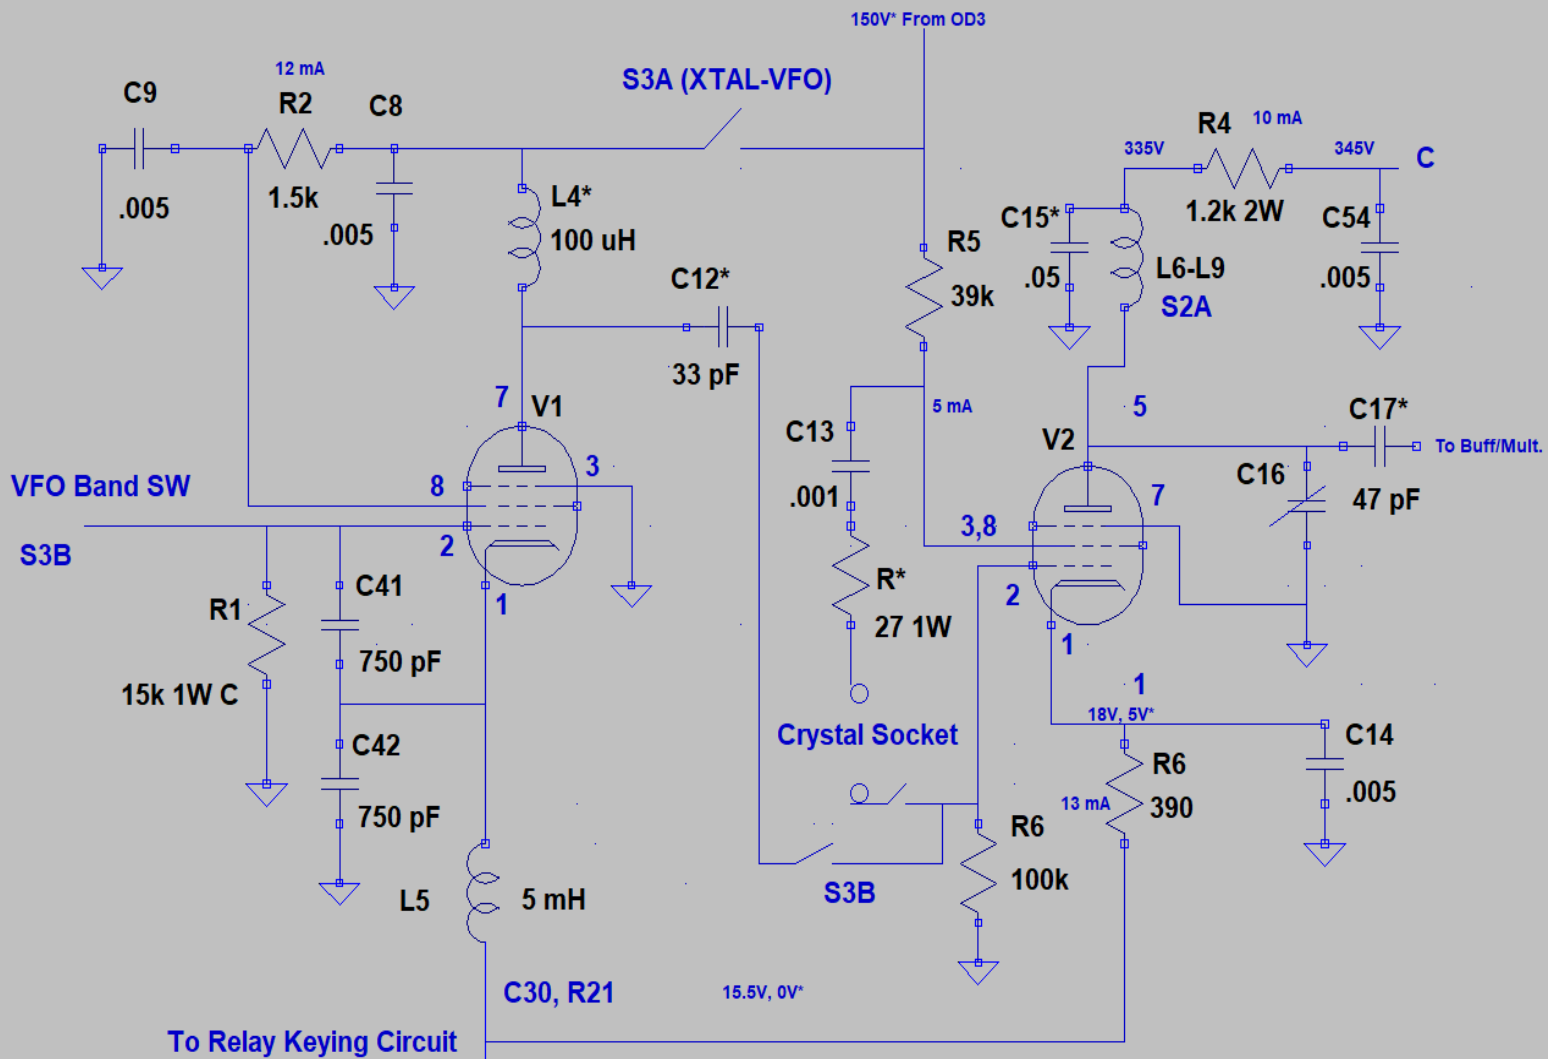 150V* From OD3
12 mA
S3A (XTAL-VFO)
C9
R2
C8
R4
10 mA
335V
345V
C
.005
1.5k
.005
L4*
100 uH
C15*
1.2k 2W
C54
R5
39k
.05
L6-L9
S2A
.005
C12*
33 pF
7
V1
5 mA
5
C17*
To Buff/Mult.
C13
V2
3
C16
VFO Band SW
8
.001
7
47 pF
3,8
2
S3B
R*
27 1W
2
C41
R1
1
1
750 pF
15k 1W C
1
18V, 5V*
Crystal Socket
C14
C42
R6
390
.005
750 pF
13 mA
R6
100k
L5
5 mH
S3B
C30, R21
15.5V, 0V*
To Relay Keying Circuit